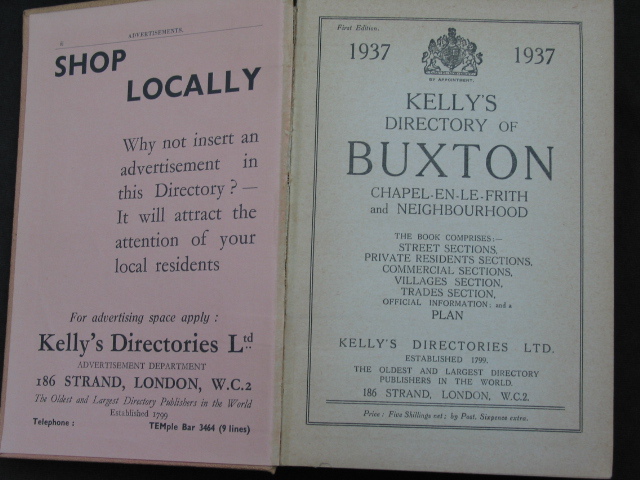 6
ADVERTISEMENTS.
SHOP
LOCALLY
Why not insert an
advertisement in
this Directory ? —
It will attract the
attention of your
local residents
For advertising space apply :
Kelly's Directories Ltd.
ADVERTISEMENT DEPARTMENT
186 STRAND, LONDON, W.C.2
The Oldest and Largest Directory Publishers in the World
Established 1799
Telephone : TEMple Bar 3464 (9 lines)
First Edition.
1937 1937
BY APPOINTMENT.
KELLY'S
DIRECTORY OF
BUXTON
CHAPEL-EN-LE-FRITH
and NEIGHBOURHOOD
THE BOOK COMPRISES:—
STREET SECTIONS,
PRIVATE RESIDENTS SECTIONS,
COMMERCIAL SECTIONS,
VILLAGES SECTION,
TRADES SECTION,
OFFICIAL INFORMATION: and a
PLAN
KELLY'S DIRECTORIES LTD.
ESTABLISHED 1799.
THE OLDEST AND LARGEST DIRECTORY
PUBLISHERS IN THE WORLD.
186 STRAND, LONDON, W.C.2.
Price: Five Shillings net; by Post, Sixpence extra.